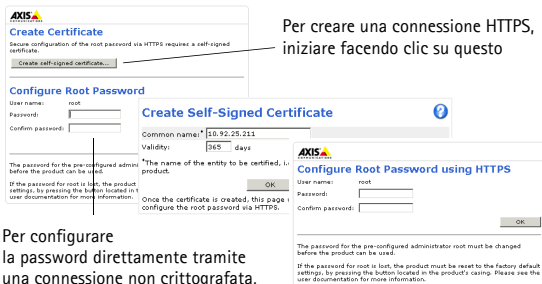 AXIS
COMMUNICATIONS
Create Certificate
Secure configuration of the root password via HTTPS requires a self-signed
certificate.
Create self-signed certificate...
Configure Root Password
User name: root
Password:
Confirm password:
The password for the pre-configured admini
before the product can be used.
If the password for root is lost, the product
settings, by pressing the button located in t
user documentation for more information.
Per creare una connessione HTTPS,
iniziare facendo clic su questo
Create Self-Signed Certificate
Common name:* 10.92.25.211
Validity: 365 days
*The name of the entity to be certified, i.e
product.
OK
Once the certificate is created, this page
configure the root password via HTTPS.
AXIS
COMMUNICATIONS
Configure Root Password using HTTPS
User name: root
Password:
Confirm password:
OK
The password for the pre-configured administrator root must be changed
before the product can be used.
If the password for root is lost, the product must be reset to the factory default
settings, by pressing the button located in the product's casing. Please see the
user documentation for more information.
Per configurare
la password direttamente tramite
una connessione non crittografata,